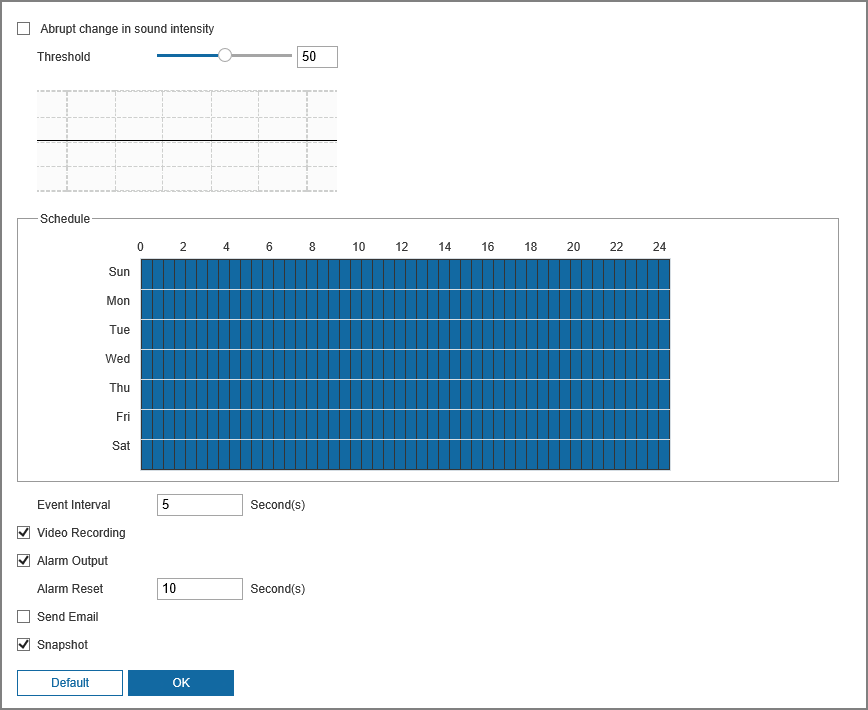 Abrupt change in sound intensity
Threshold 50
Schedule
0 2 4 6 8 10 12 14 16 18 20 22 24
Sun
Mon
Tue
Wed
Thu
Fri
Sat
Event Interval 5 Second(s)
Video Recording
Alarm Output
Alarm Reset 10 Second(s)
Send Email
Snapshot
Default OK